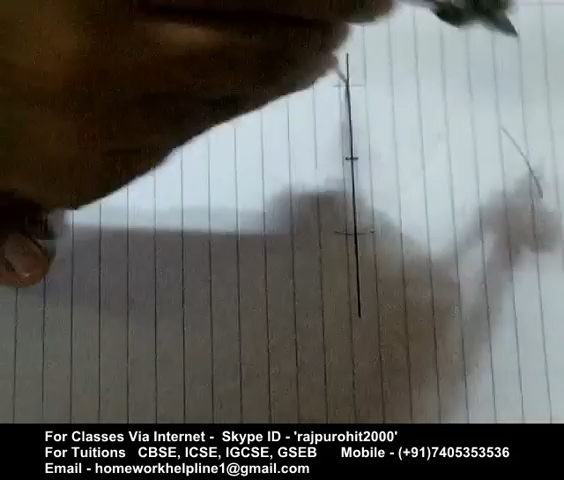 For Classes Via Internet - Skype ID - 'rajpurohit2000'
For Tuitions CBSE, ICSE, IGCSE, GSEB Mobile - (+91)7405353536
Email - homeworkhelpline1@gmail.com